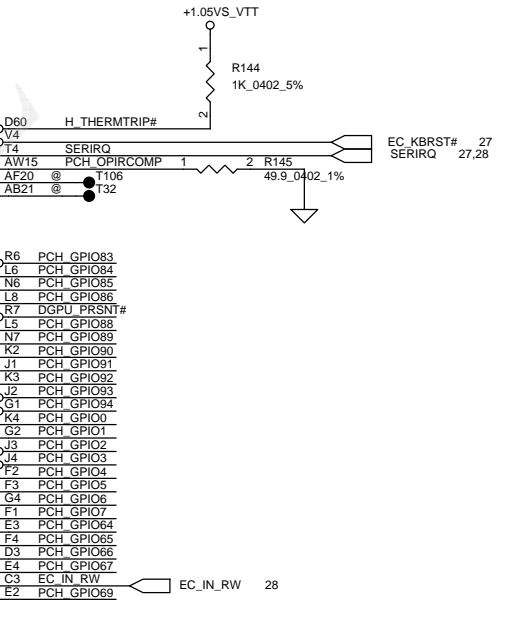 +1.05VS_VTT
1
R144
1K_0402_5%
2
D60 H_THERMTRIP#
V4
EC_KBRST# 27
T4 SERIRQ
SERIRQ 27,28
AW15 PCH_OPIRCOMP 1 2 R145
49.9_0402_1%
AF20 @ T106
AB21 @ T32
R6 PCH_GPIO83
L6 PCH_GPIO84
N6 PCH_GPIO85
L8 PCH_GPIO86
R7 DGPU_PRSNT#
L5 PCH_GPIO88
N7 PCH_GPIO89
K2 PCH_GPIO90
J1 PCH_GPIO91
K3 PCH_GPIO92
J2 PCH_GPIO93
G1 PCH_GPIO94
K4 PCH_GPIO0
G2 PCH_GPIO1
J3 PCH_GPIO2
J4 PCH_GPIO3
F2 PCH_GPIO4
F3 PCH_GPIO5
G4 PCH_GPIO6
F1 PCH_GPIO7
E3 PCH_GPIO64
F4 PCH_GPIO65
D3 PCH_GPIO66
E4 PCH_GPIO67
C3 EC_IN_RW EC_IN_RW 28
E2 PCH_GPIO69